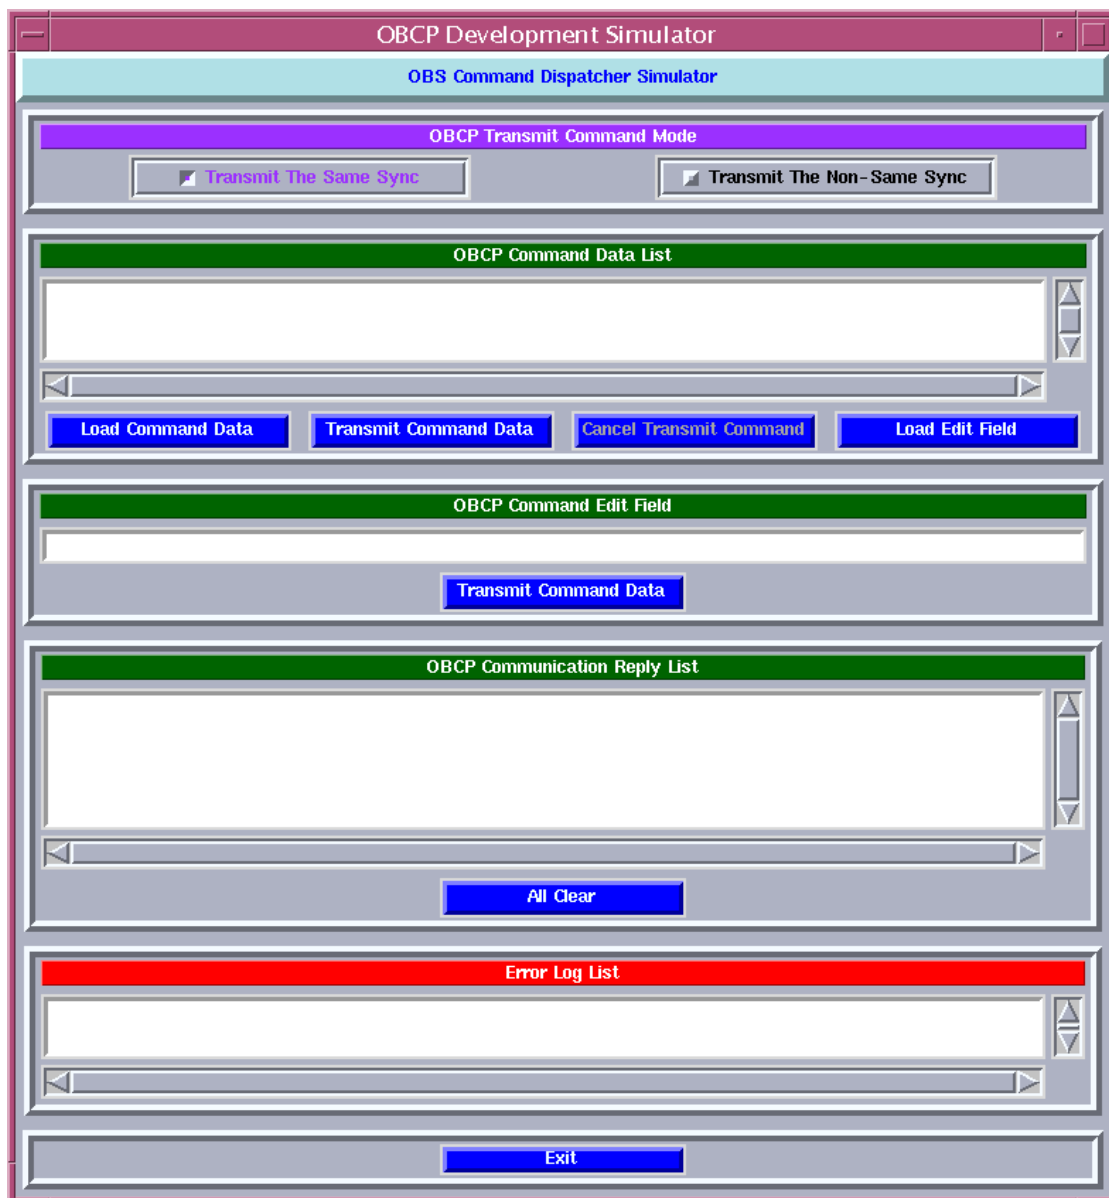 OBCP Development Simulator
OBS Command Dispatcher Simulator
OBCP Transmit Command Mode
Transmit The Same Sync
Transmit The Non-Same Sync
OBCP Command Data List
Load Command Data
Transmit Command Data
Cancel Transmit Command
Load Edit Field
OBCP Command Edit Field
Transmit Command Data
OBCP Communication Reply List
All Clear
Error Log List
Exit